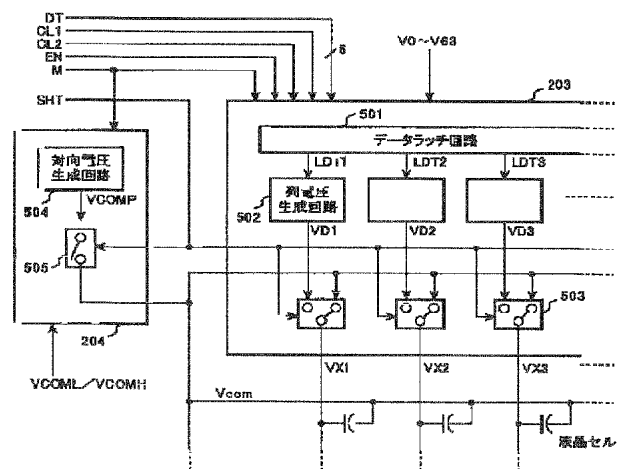 DT
CL1
CL2
EN
M
SHT
6
V0～V63
203
501
データラッチ回路
LDT1
LDT2
LDT3
対向電圧
生成回路
504
VCOMP
502
列電圧
生成回路
VD1
VD2
VD3
505
503
204
VCOML／VCOMH
VX1
VX2
VX3
Vcom
液晶セル